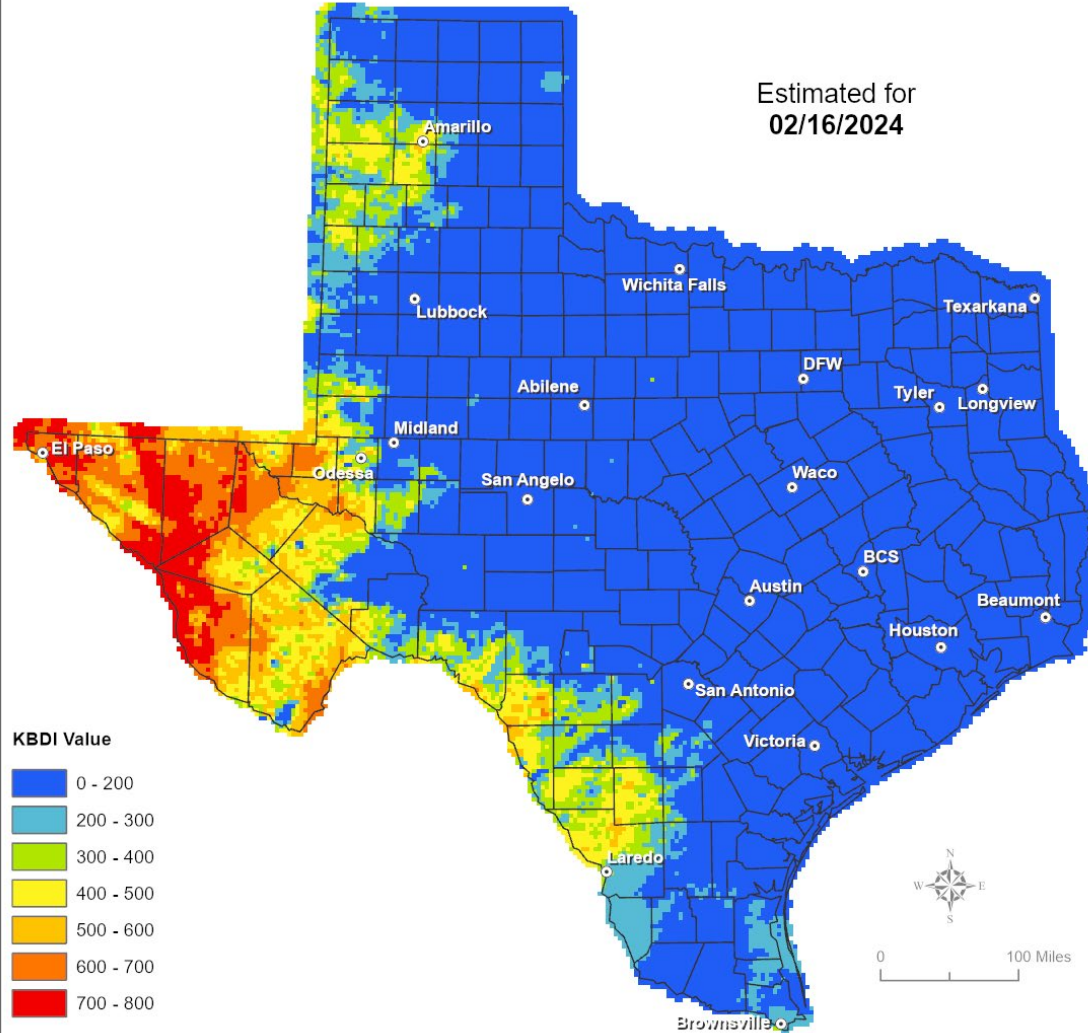 Estimated for
02/16/2024
Amarillo
Wichita Falls
Lubbock
Texarkana
DFW
Abilene
Tyler
Longview
Midland
El Paso
Odessa
San Angelo
Waco
BCS
Austin
Beaumont
Houston
San Antonio
Victoria
Laredo
Brownsville
KBDI Value
0 - 200
200 - 300
300 - 400
400 - 500
500 - 600
600 - 700
700 - 800
N
W E
S
0 100 Miles